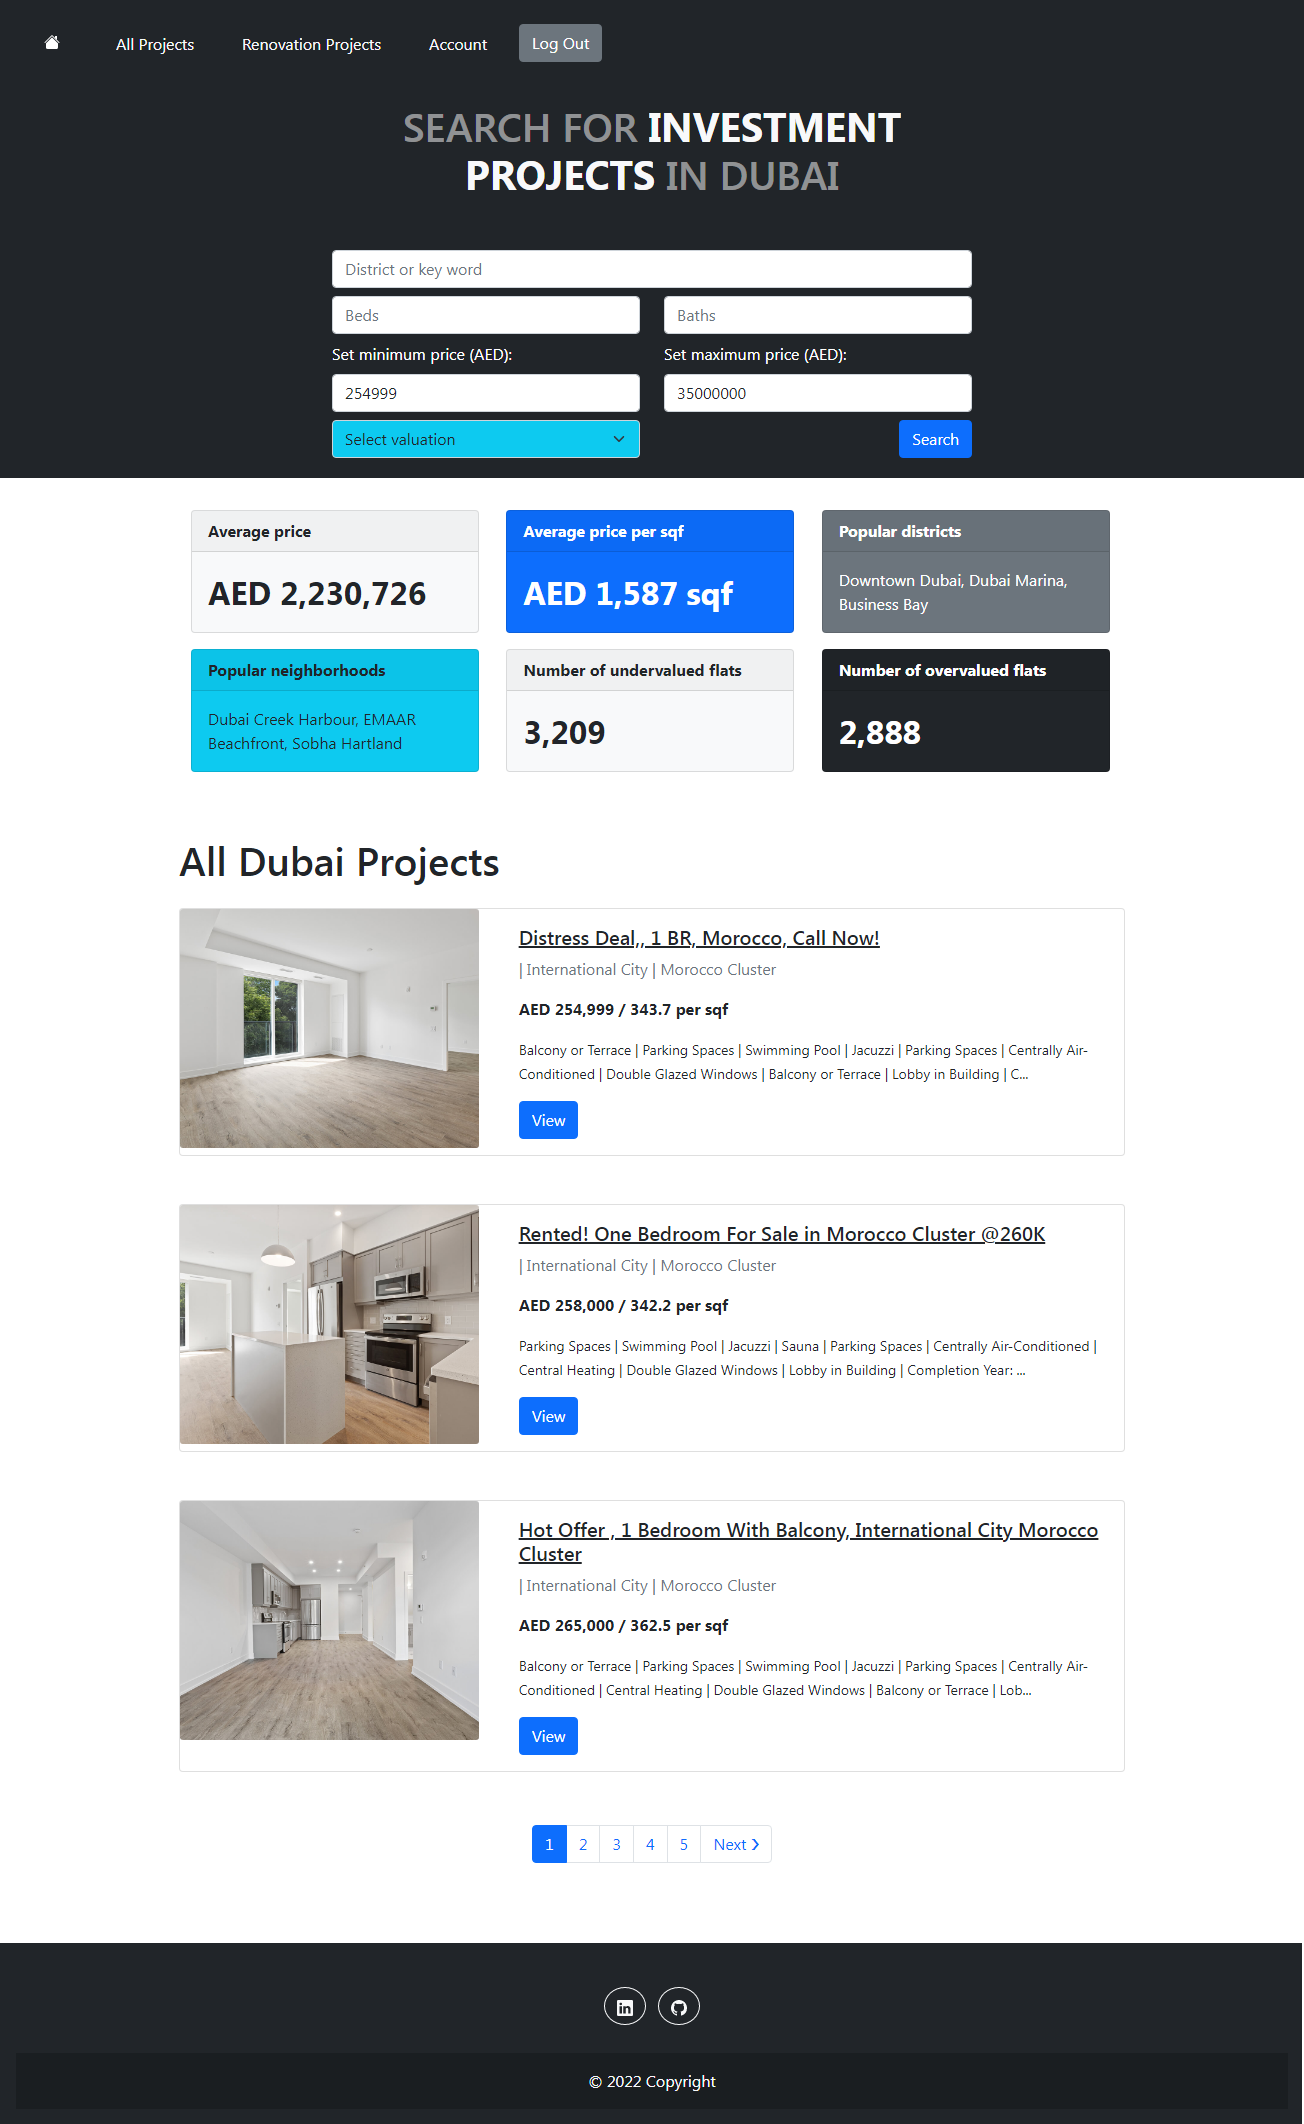 All Projects
Renovation Projects
Account
Log Out
SEARCH FOR INVESTMENT
PROJECTS IN DUBAI
District or key word
Beds
Baths
Set minimum price (AED):
Set maximum price (AED):
254999
35000000
Select valuation
Search
Average price
AED 2,230,726
Average price per sqf
AED 1,587 sqf
Popular districts
Downtown Dubai, Dubai Marina,
Business Bay
Popular neighborhoods
Dubai Creek Harbour, EMAAR
Beachfront, Sobha Hartland
Number of undervalued flats
3,209
Number of overvalued flats
2,888
All Dubai Projects
Distress Deal,, 1 BR, Morocco, Call Now!
| International City | Morocco Cluster
AED 254,999 / 343.7 per sqf
Balcony or Terrace | Parking Spaces | Swimming Pool | Jacuzzi | Parking Spaces | Centrally Air-
Conditioned | Double Glazed Windows | Balcony or Terrace | Lobby in Building | C...
View
Rented! One Bedroom For Sale in Morocco Cluster @260K
| International City | Morocco Cluster
AED 258,000 / 342.2 per sqf
Parking Spaces | Swimming Pool | Jacuzzi | Sauna | Parking Spaces | Centrally Air-Conditioned |
Central Heating | Double Glazed Windows | Lobby in Building | Completion Year: ...
View
Hot Offer , 1 Bedroom With Balcony, International City Morocco
Cluster
| International City | Morocco Cluster
AED 265,000 / 362.5 per sqf
Balcony or Terrace | Parking Spaces | Swimming Pool | Jacuzzi | Parking Spaces | Centrally Air-
Conditioned | Central Heating | Double Glazed Windows | Balcony or Terrace | Lob...
View
1
2
3
4
5
Next ❯
in
© 2022 Copyright